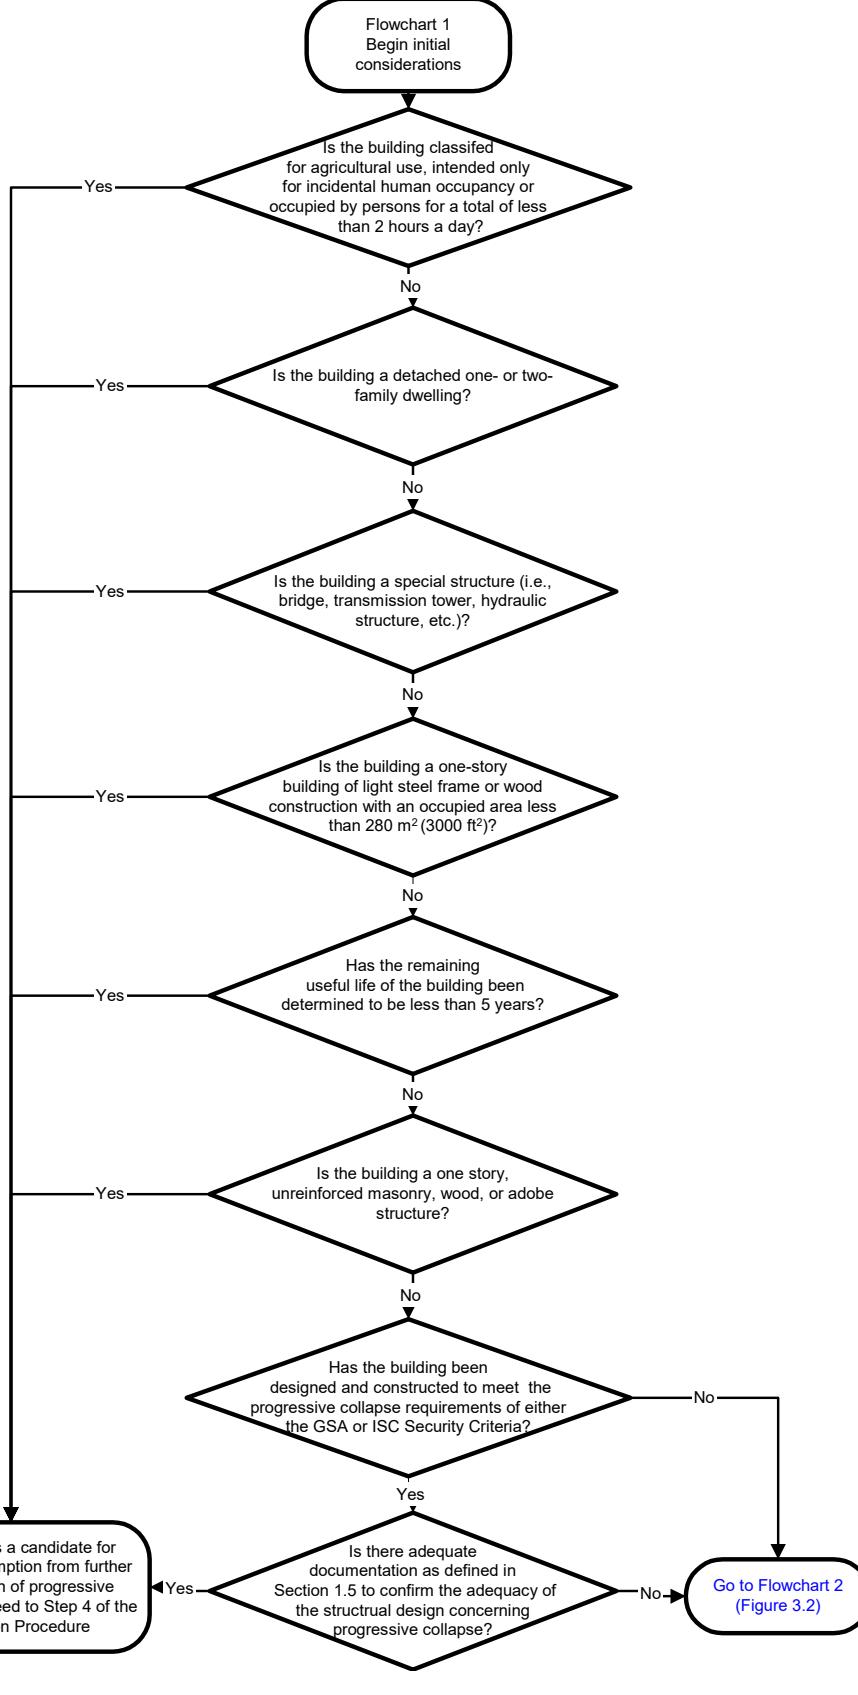 Flowchart 1
Begin initial
considerations
Is the building classifed
for agricultural use, intended only
for incidental human occupancy or
occupied by persons for a total of less
than 2 hours a day?
Yes
No
Is the building a detached one- or two-
family dwelling?
Yes
No
Is the building a special structure (i.e.,
bridge, transmission tower, hydraulic
structure, etc.)?
Yes
No
Is the building a one-story
building of light steel frame or wood
construction with an occupied area less
than 280 m² (3000 ft²)?
Yes
No
Has the remaining
useful life of the building been
determined to be less than 5 years?
Yes
No
Is the building a one story,
unreinforced masonry, wood, or adobe
structure?
Yes
No
Has the building been
designed and constructed to meet the
progressive collapse requirements of either
the GSA or ISC Security Criteria?
No
Yes
Is there adequate
documentation as defined in
Section 1.5 to confirm the adequacy of
the structrual design concerning
progressive collapse?
Yes
No
a candidate for
from further
of progressive
to Step 4 of the
Procedure
Go to Flowchart 2
(Figure 3.2)